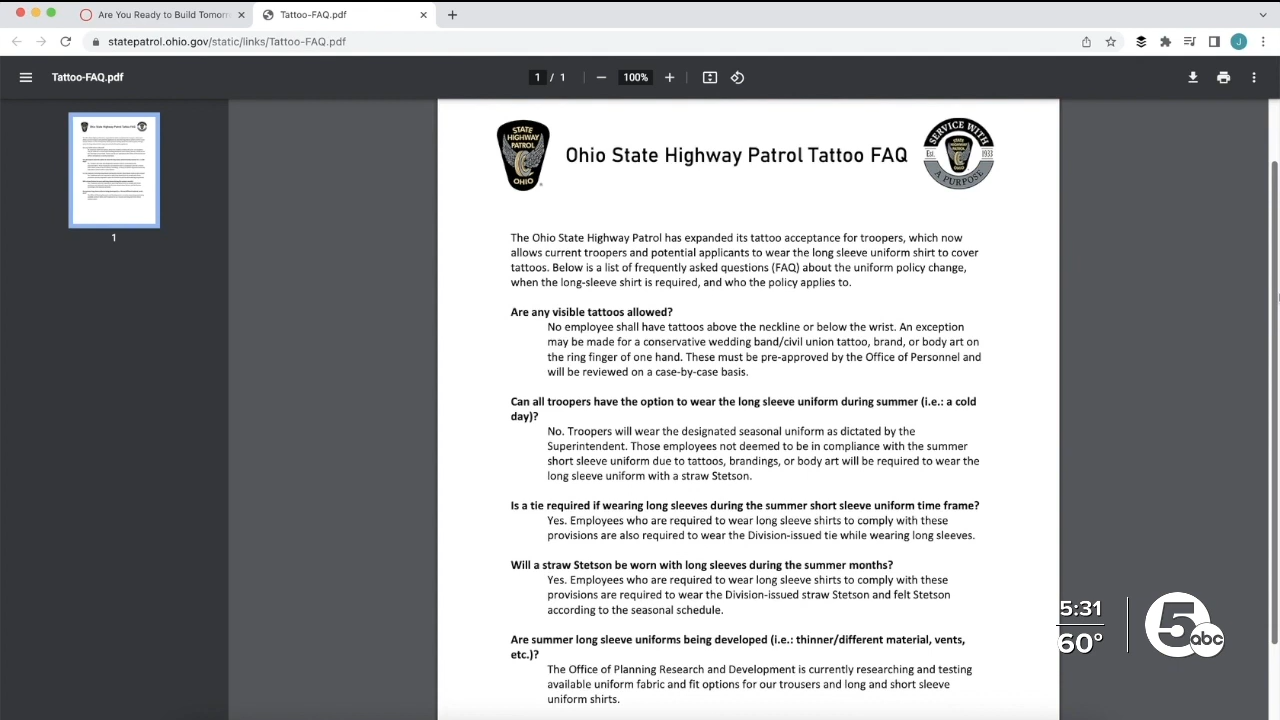 Are You Ready to Build Tomorr
Tattoo-FAQ.pdf
statepatrol.ohio.gov/static/links/Tattoo-FAQ.pdf
J
Tattoo-FAQ.pdf
1 / 1
100%
1
STATE
HIGHWAY
PATROL
OHIO
Ohio State Highway Patrol Tattoo FAQ
SERVICE WITH
Est. 1933
A PURPOSE
The Ohio State Highway Patrol has expanded its tattoo acceptance for troopers, which now
allows current troopers and potential applicants to wear the long sleeve uniform shirt to cover
tattoos. Below is a list of frequently asked questions (FAQ) about the uniform policy change,
when the long-sleeve shirt is required, and who the policy applies to.
Are any visible tattoos allowed?
No employee shall have tattoos above the neckline or below the wrist. An exception
may be made for a conservative wedding band/civil union tattoo, brand, or body art on
the ring finger of one hand. These must be pre-approved by the Office of Personnel and
will be reviewed on a case-by-case basis.
Can all troopers have the option to wear the long sleeve uniform during summer (i.e.: a cold
day)?
No. Troopers will wear the designated seasonal uniform as dictated by the
Superintendent. Those employees not deemed to be in compliance with the summer
short sleeve uniform due to tattoos, brandings, or body art will be required to wear the
long sleeve uniform with a straw Stetson.
Is a tie required if wearing long sleeves during the summer short sleeve uniform time frame?
Yes. Employees who are required to wear long sleeve shirts to comply with these
provisions are also required to wear the Division-issued tie while wearing long sleeves.
Will a straw Stetson be worn with long sleeves during the summer months?
Yes. Employees who are required to wear long sleeve shirts to comply with these
provisions are required to wear the Division-issued straw Stetson and felt Stetson
according to the seasonal schedule.
Are summer long sleeve uniforms being developed (i.e.: thinner/different material, vents,
etc.)?
The Office of Planning Research and Development is currently researching and testing
available uniform fabric and fit options for our trousers and long and short sleeve
uniform shirts.
5:31
60°
5 abc